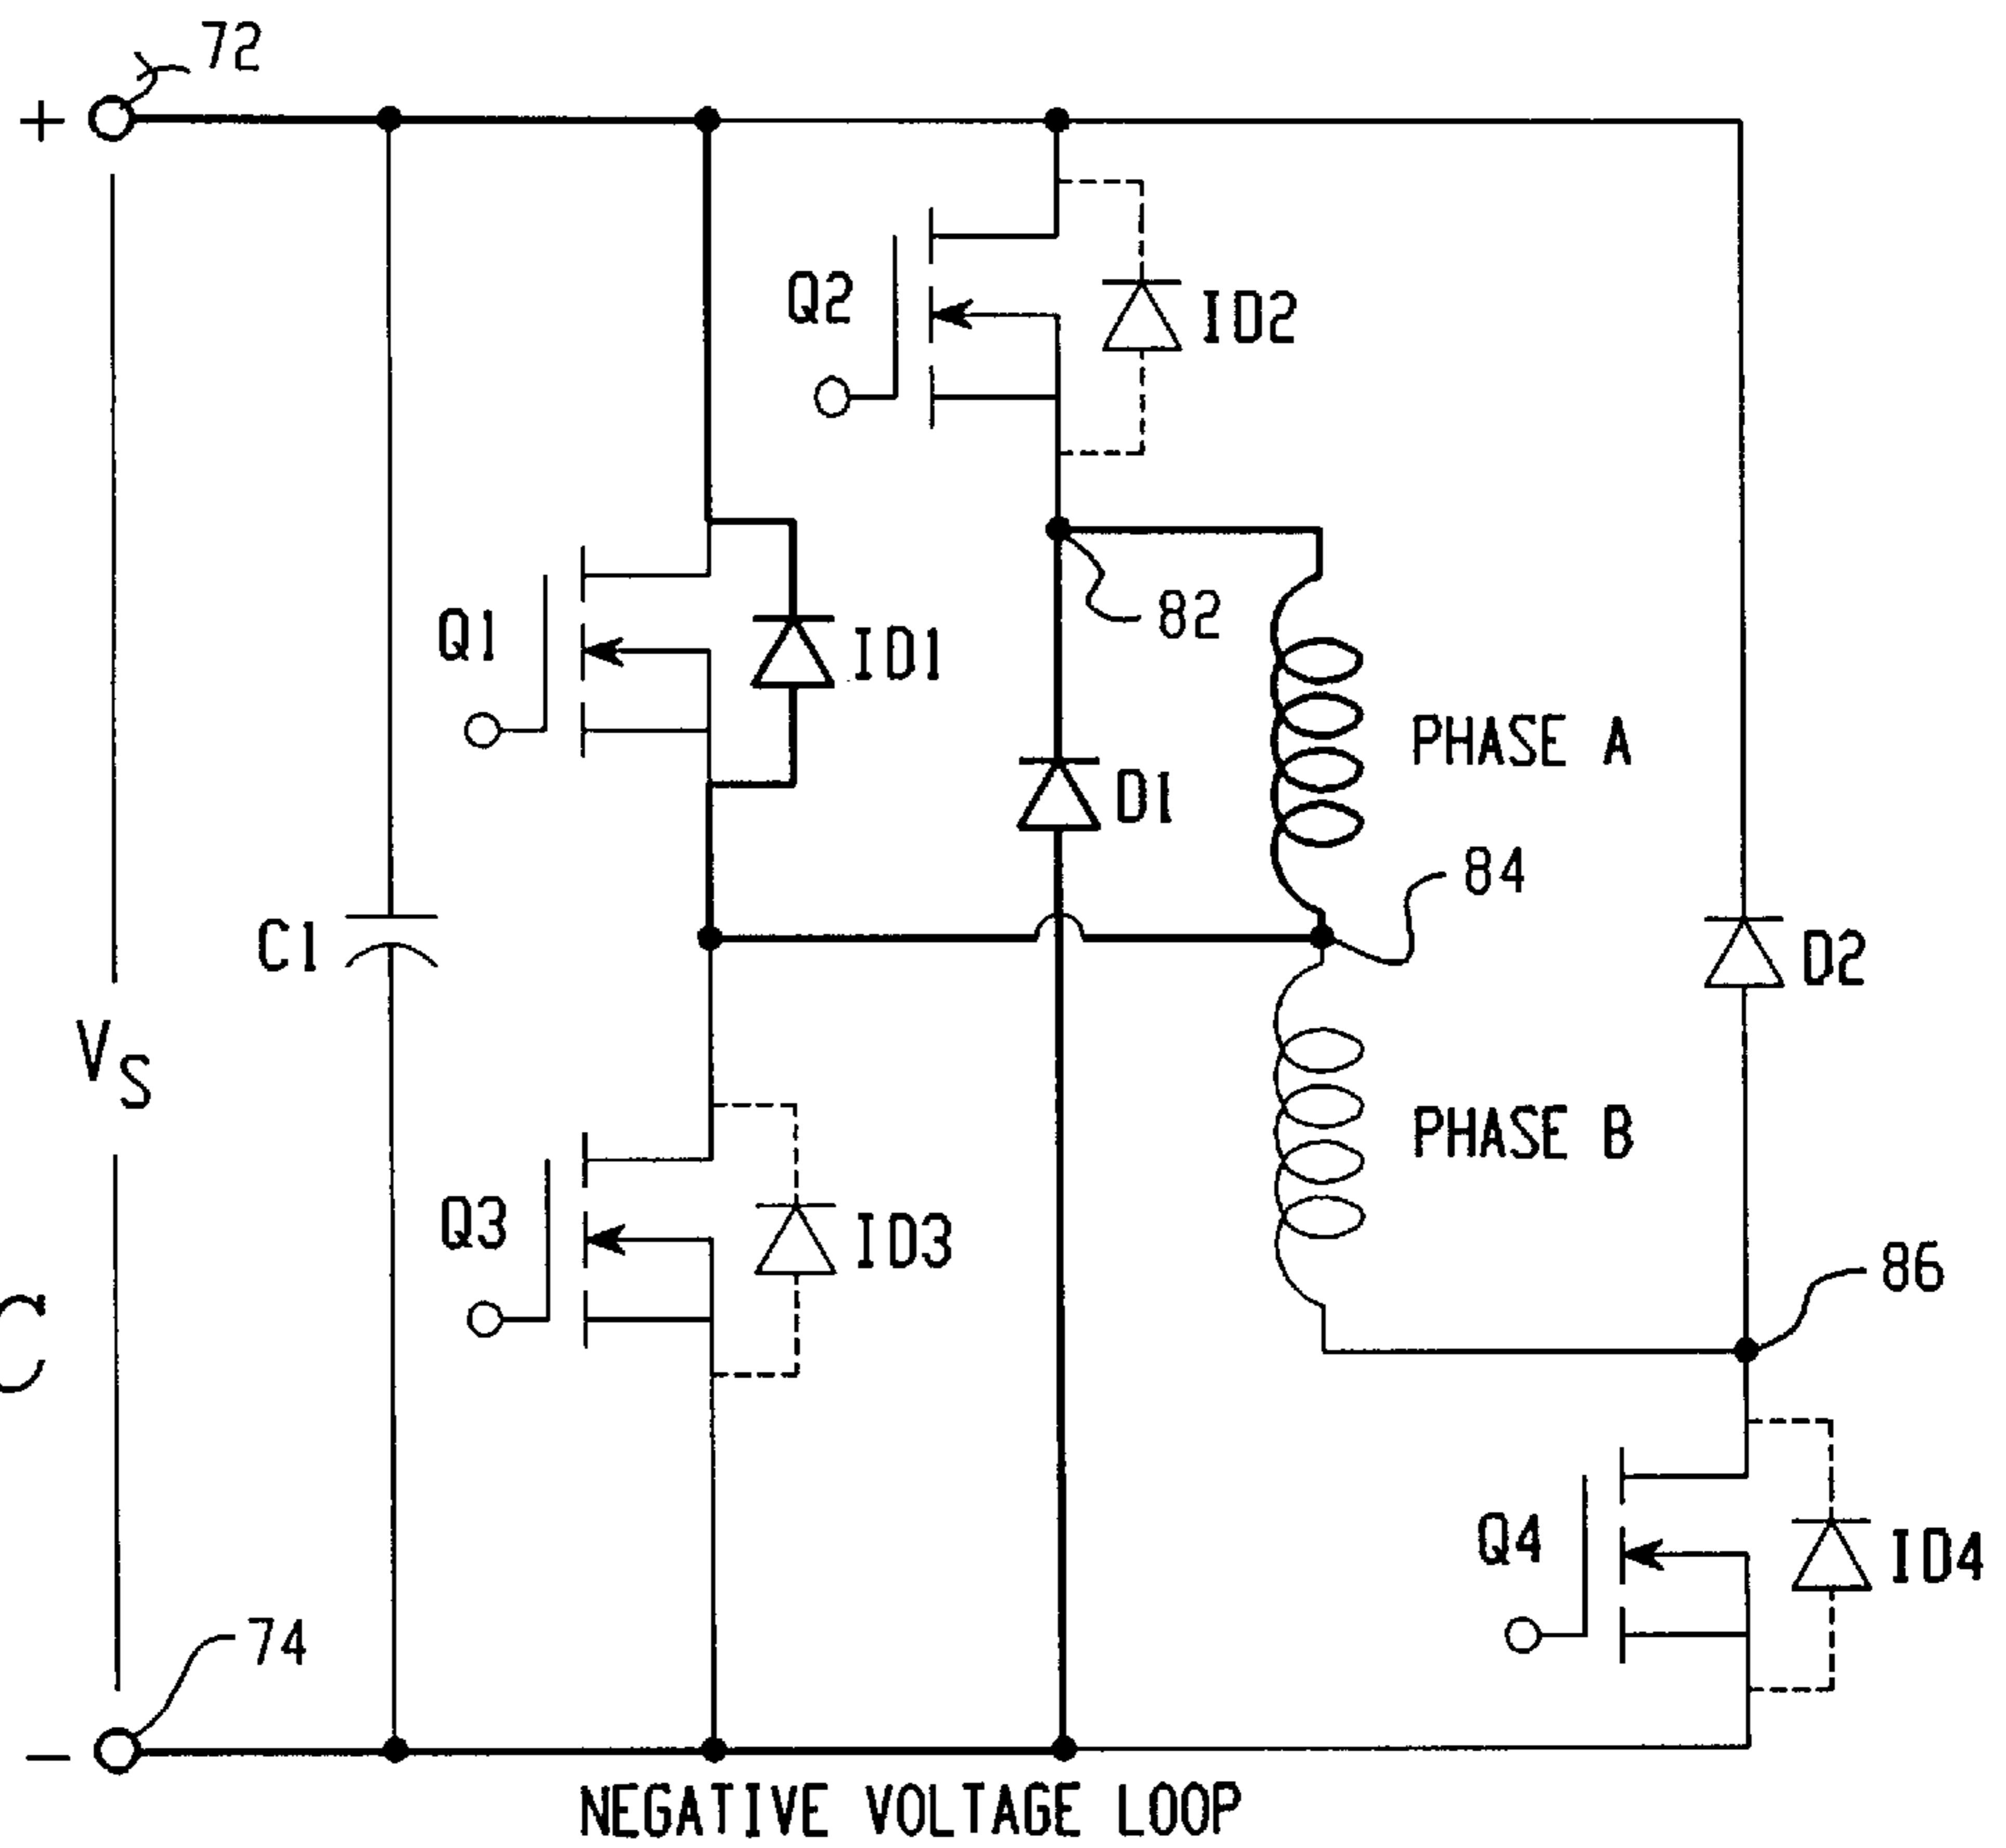 72
+
Q2
ID2
Q1
ID1
82
PHASE A
D1
84
C1
D2
VS
PHASE B
Q3
ID3
86
C
Q4
ID4
74
−
NEGATIVE VOLTAGE LOOP